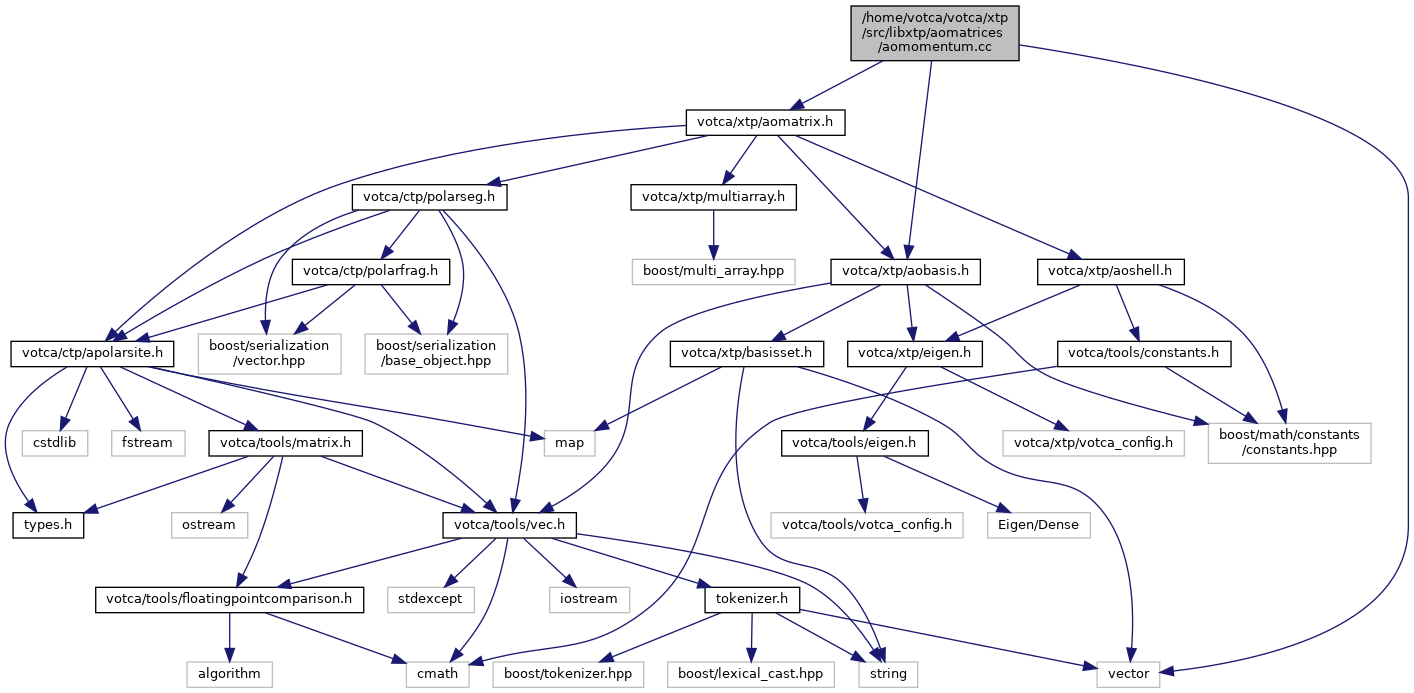 /home/votca/votca/xtp
/src/libxtp/aomatrices
/aomomentum.cc
votca/xtp/aomatrix.h
votca/ctp/polarseg.h
votca/xtp/multiarray.h
votca/ctp/polarfrag.h
boost/multi_array.hpp
votca/xtp/aobasis.h
votca/xtp/aoshell.h
votca/ctp/apolarsite.h
boost/serialization
/vector.hpp
boost/serialization
/base_object.hpp
votca/xtp/basisset.h
votca/xtp/eigen.h
votca/tools/constants.h
cstdlib
fstream
votca/tools/matrix.h
map
votca/tools/eigen.h
votca/xtp/votca_config.h
boost/math/constants
/constants.hpp
types.h
ostream
votca/tools/vec.h
votca/tools/votca_config.h
Eigen/Dense
votca/tools/floatingpointcomparison.h
stdexcept
iostream
tokenizer.h
algorithm
cmath
boost/tokenizer.hpp
boost/lexical_cast.hpp
string
vector